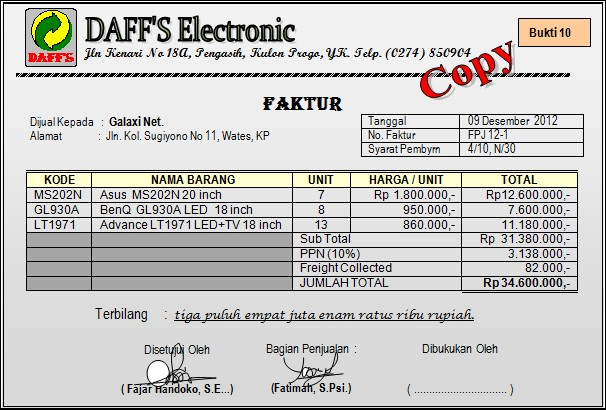 DAFF'S Electronic
Bukti 10
DAFF'S
Jln Kenari No 18A, Pengasih, Kulon Progo, YK. Telp. (0274) 850904
Copy
FAKTUR
Dijual Kepada : Galaxi Net.
Alamat : Jln. Kol. Sugiyono No 11, Wates, KP
Tanggal 09 Desember 2012
No. Faktur FPJ 12-1
Syarat Pembyrn 4/10, N/30
KODE NAMA BARANG UNIT HARGA / UNIT TOTAL
MS202N Asus MS202N 20 inch 7 Rp 1.800.000,- Rp12.600.000,-
GL930A BenQ GL930A LED 18 inch 8 950.000,- 7.600.000,-
LT1971 Advance LT1971 LED+TV 18 inch 13 860.000,- 11.180.000,-
Sub Total Rp 31.380.000,-
PPN (10%) 3.138.000,-
Freight Collected 82.000,-
JUMLAH TOTAL Rp 34.600.000,-
Terbilang : tiga puluh empat juta enam ratus ribu rupiah.
Disetujui Oleh Bagian Penjualan : Dibukukan Oleh
( Fajar Handoko, S.E...) (Fatimah, S.Psi.) ( ................................)